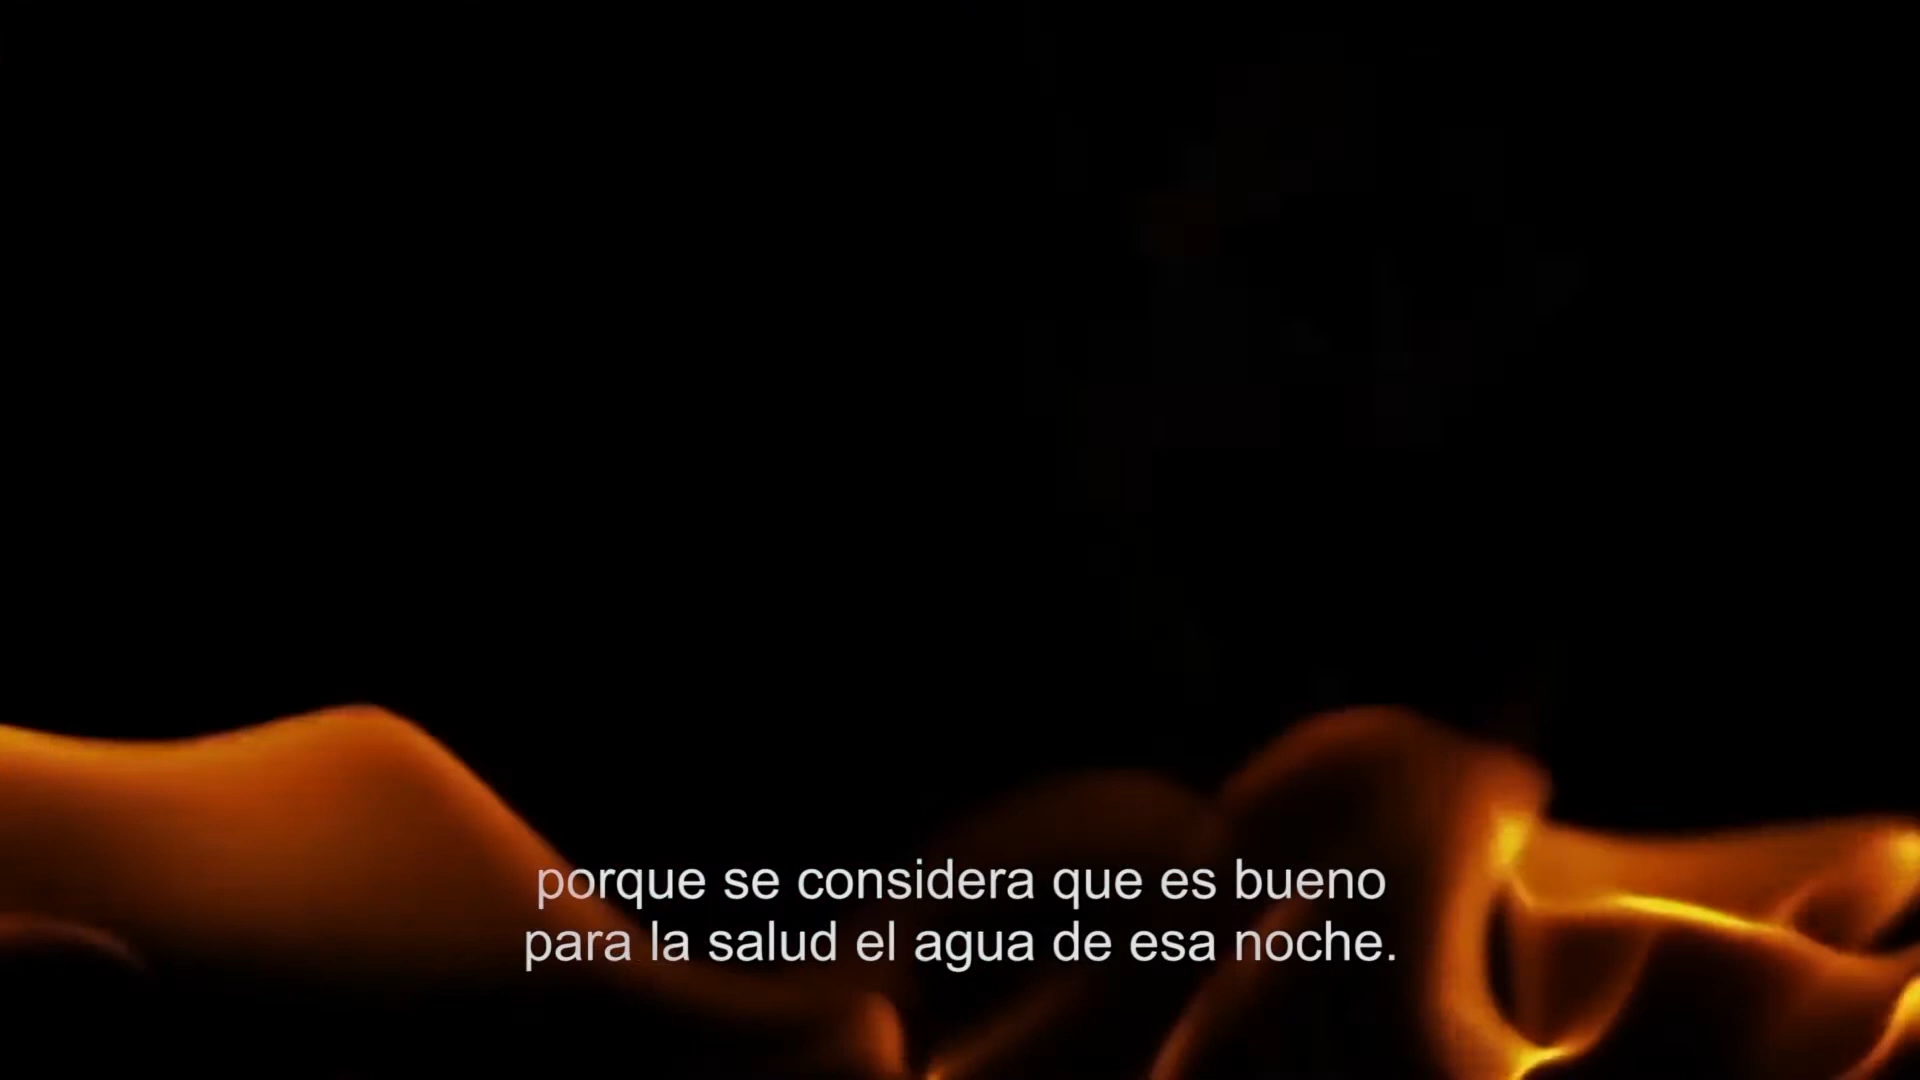 porque se considera que es bueno
para la salud el agua de esa noche.